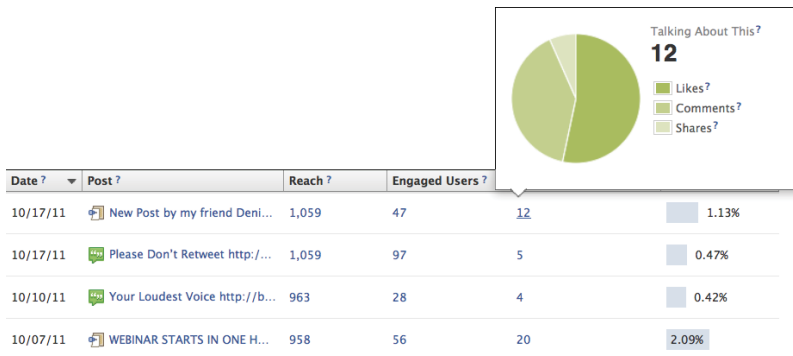 Talking About This?
12
Likes?
Comments?
Shares?
Date ? Post ? Reach ? Engaged Users ?
10/17/11 New Post by my friend Deni... 1,059 47 12 1.13%
10/17/11 Please Don't Retweet http:/... 1,059 97 5 0.47%
10/10/11 Your Loudest Voice http://b... 963 28 4 0.42%
10/07/11 WEBINAR STARTS IN ONE H... 958 56 20 2.09%